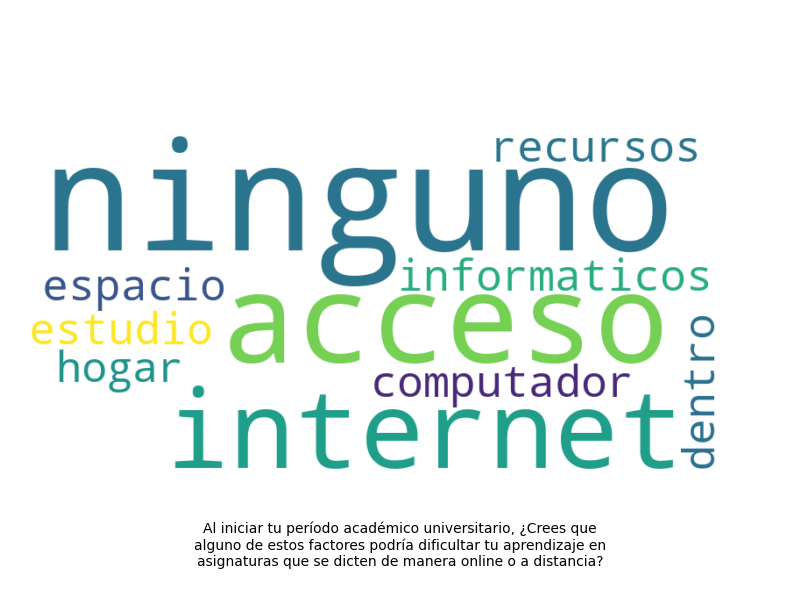 recursos
ninguno
informaticos
espacio
acceso
estudio
dentro
hogar
computador
internet
Al iniciar tu período académico universitario, ¿Crees que
alguno de estos factores podría dificultar tu aprendizaje en
asignaturas que se dicten de manera online o a distancia?